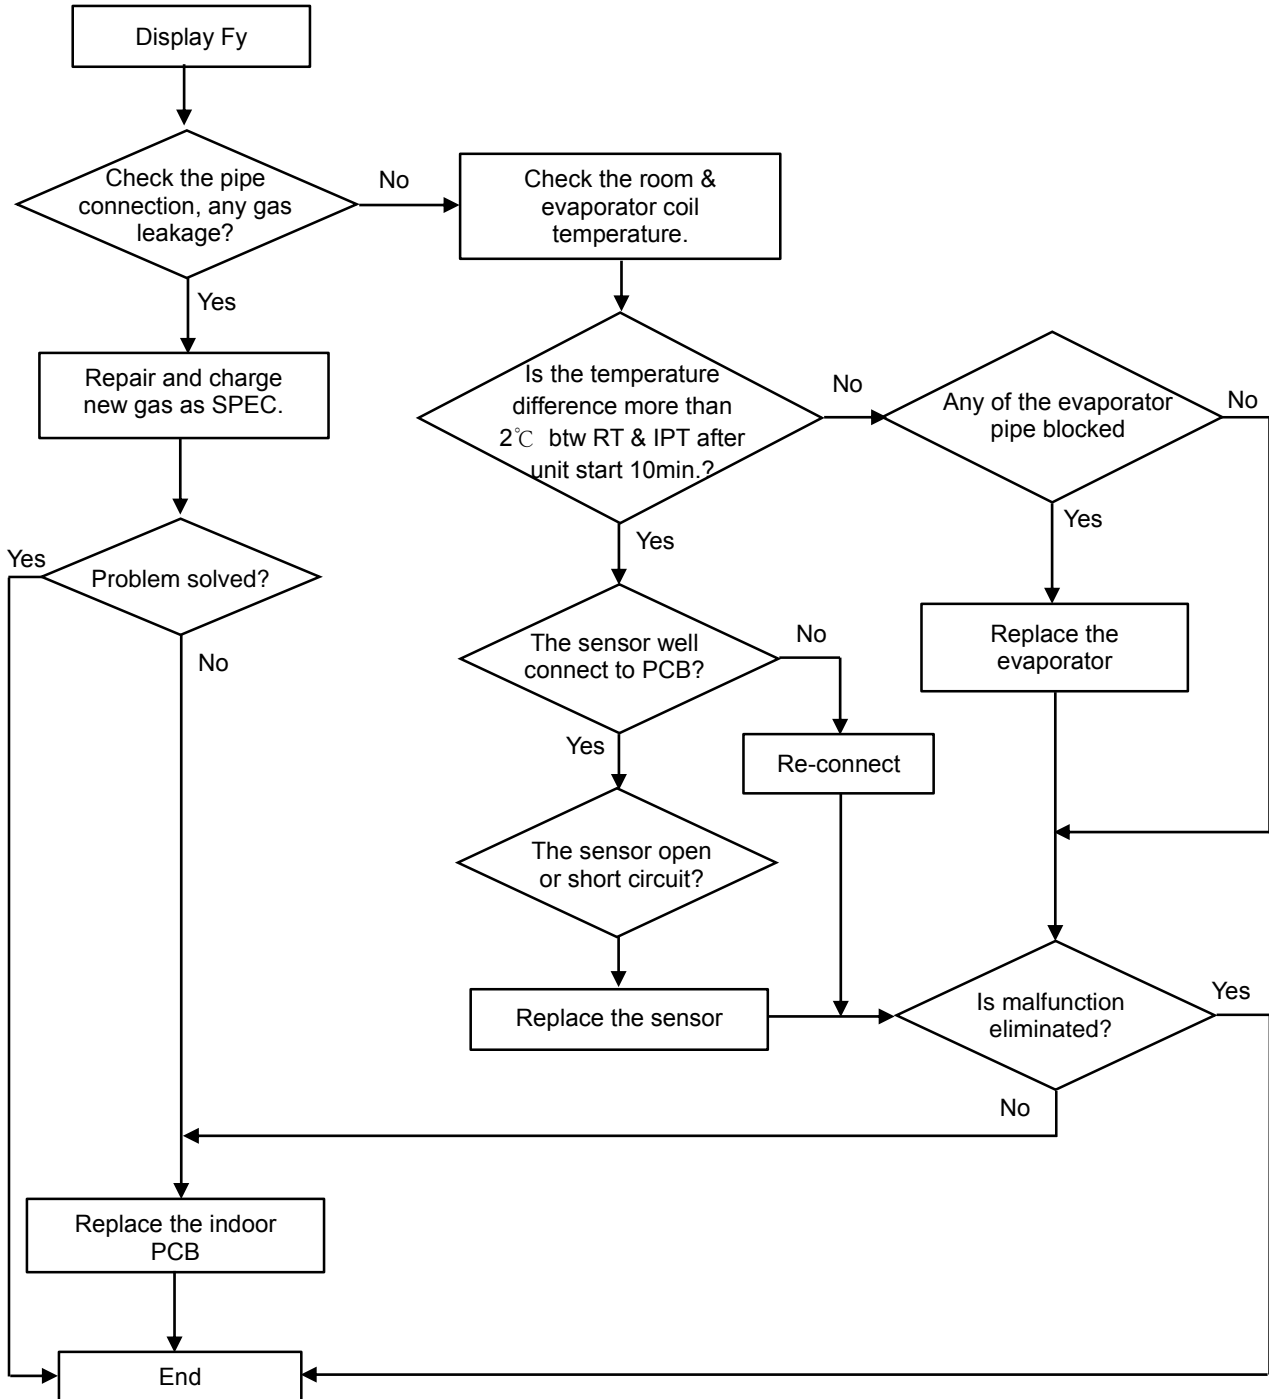 Display Fy
Check the pipe
connection, any gas
leakage?
No
Check the room &
evaporator coil
temperature.
Yes
Repair and charge
new gas as SPEC.
Is the temperature
difference more than
2℃ btw RT & IPT after
unit start 10min.?
No
Any of the evaporator
pipe blocked
No
Yes
Yes
Yes
Problem solved?
No
The sensor well
connect to PCB?
No
Replace the
evaporator
Yes
Re-connect
The sensor open
or short circuit?
Replace the sensor
Is malfunction
eliminated?
Yes
No
Replace the indoor
PCB
End